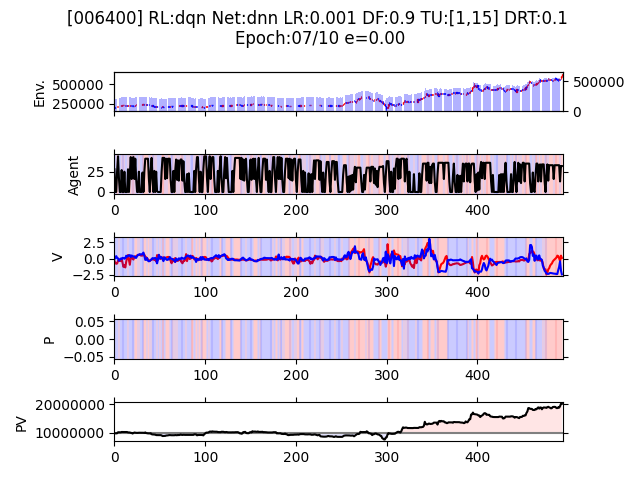 [006400] RL:dqn Net:dnn LR:0.001 DF:0.9 TU:[1,15] DRT:0.1
Epoch:07/10 e=0.00
Env.
500000
250000
500000
0
Agent
25
0
0 100 200 300 400
V
2.5
0.0
−2.5
0 100 200 300 400
P
0.05
0.00
−0.05
0 100 200 300 400
PV
20000000
10000000
0 100 200 300 400